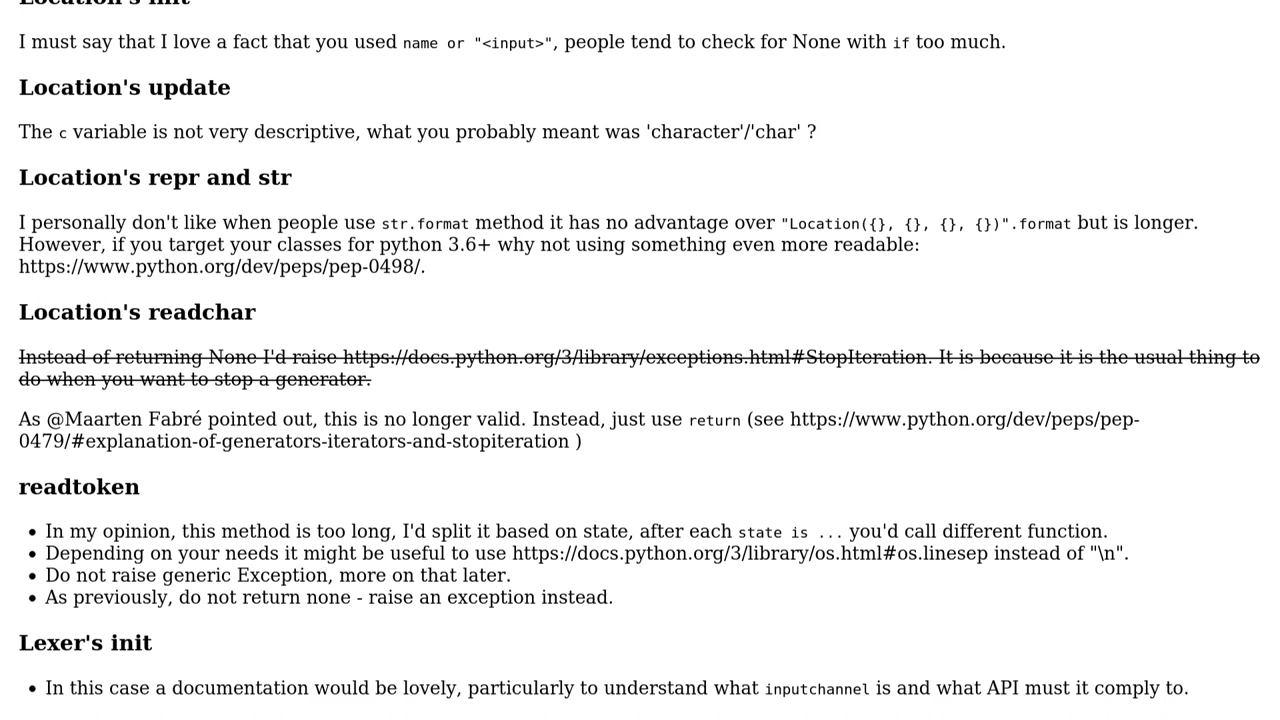 Location's init
I must say that I love a fact that you used name or "<input>", people tend to check for None with if too much.
Location's update
The c variable is not very descriptive, what you probably meant was 'character'/'char' ?
Location's repr and str
I personally don't like when people use str.format method it has no advantage over "Location({}, {}, {}, {})".format but is longer.
However, if you target your classes for python 3.6+ why not using something even more readable:
https://www.python.org/dev/peps/pep-0498/.
Location's readchar
Instead of returning None I'd raise https://docs.python.org/3/library/exceptions.html#StopIteration. It is because it is the usual thing to
do when you want to stop a generator.
As @Maarten Fabré pointed out, this is no longer valid. Instead, just use return (see https://www.python.org/dev/peps/pep-
0479/#explanation-of-generators-iterators-and-stopiteration )
readtoken
• In my opinion, this method is too long, I'd split it based on state, after each state is ... you'd call different function.
• Depending on your needs it might be useful to use https://docs.python.org/3/library/os.html#os.linesep instead of "\n".
• Do not raise generic Exception, more on that later.
• As previously, do not return none - raise an exception instead.
Lexer's init
• In this case a documentation would be lovely, particularly to understand what inputchannel is and what API must it comply to.